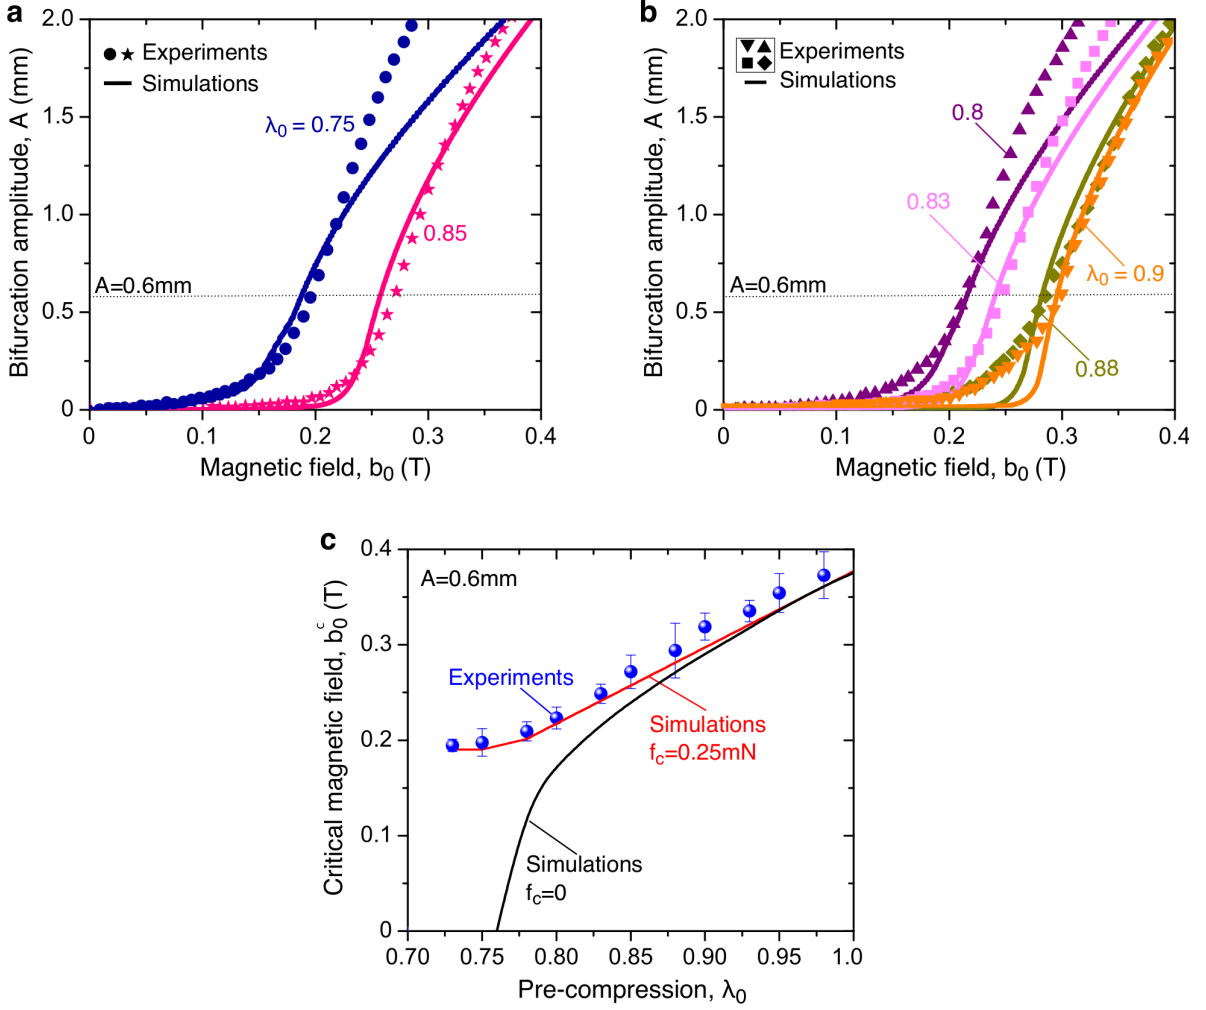 a
2.0
1.5
1.0
0.5
0
Bifurcation amplitude, A (mm)
Experiments
Simulations
λ0 = 0.75
0.85
A=0.6mm
0 0.1 0.2 0.3 0.4
Magnetic field, b0 (T)
b
2.0
1.5
1.0
0.5
0
Bifurcation amplitude, A (mm)
Experiments
Simulations
0.8
0.83
λ0 = 0.9
A=0.6mm
0.88
0 0.1 0.2 0.3 0.4
Magnetic field, b0 (T)
c
0.4
0.3
0.2
0.1
0
Critical magnetic field, b0c (T)
A=0.6mm
Experiments
Simulations
fc=0.25mN
Simulations
fc=0
0.70 0.75 0.80 0.85 0.90 0.95 1.0
Pre-compression, λ0